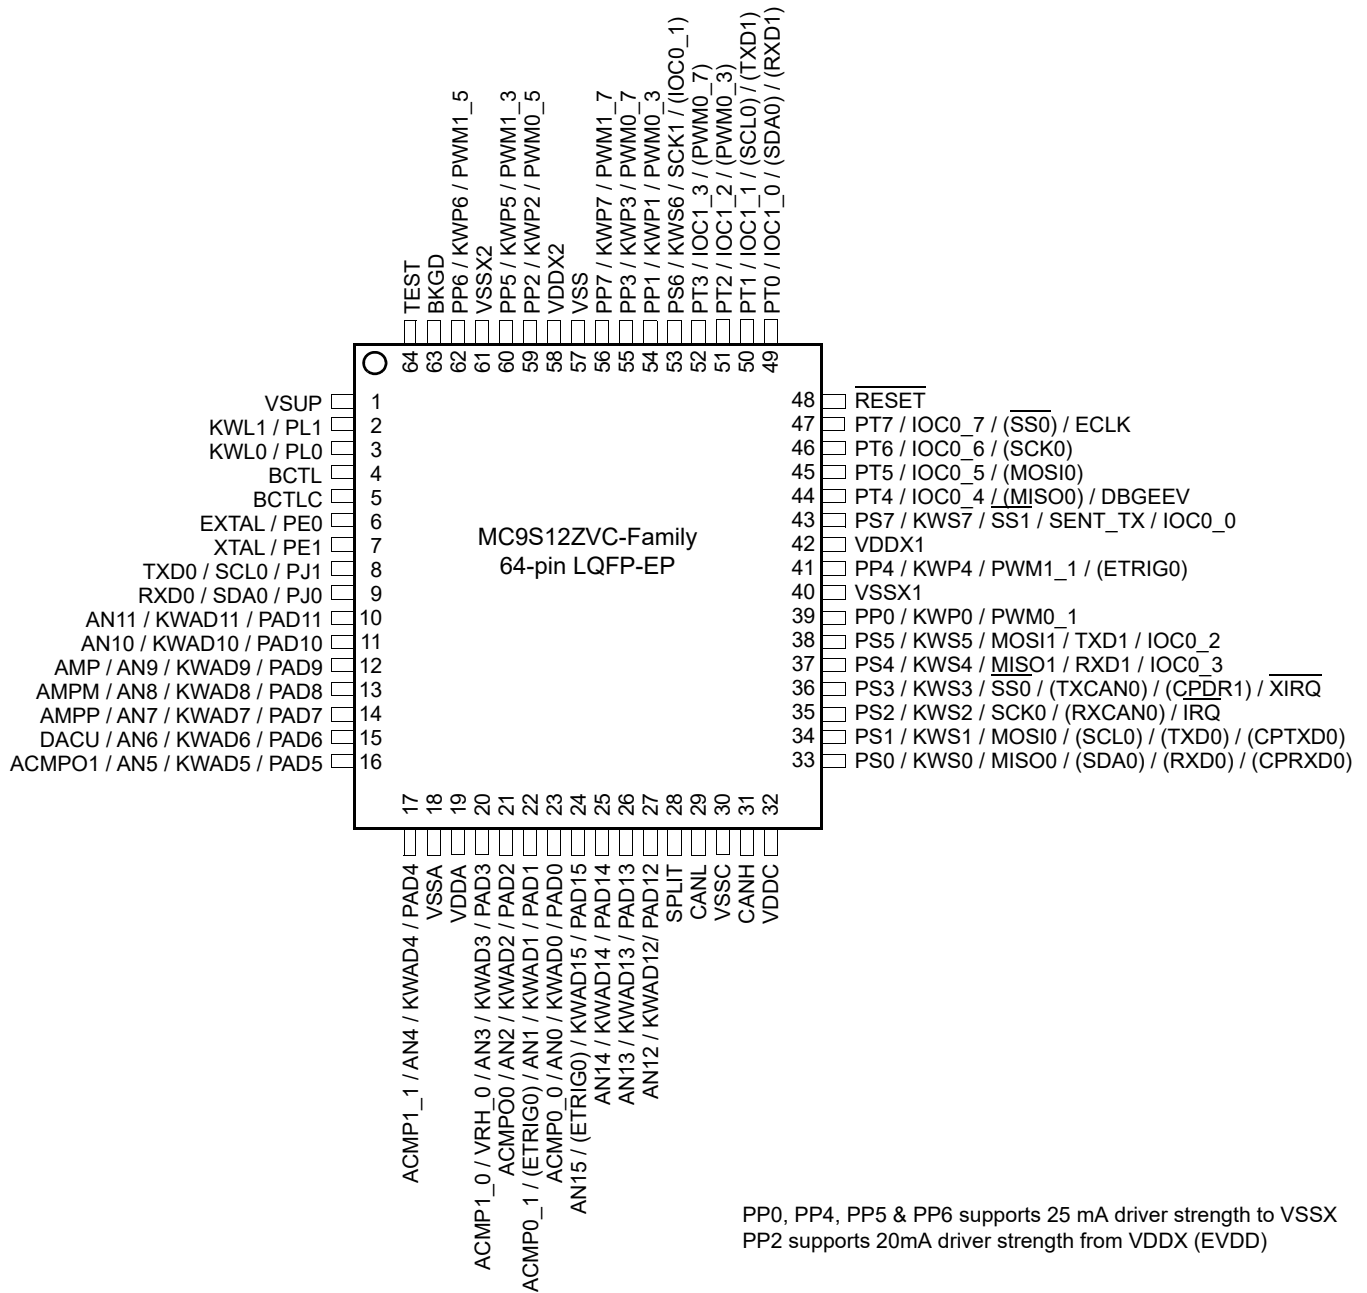 TEST
BKGD
PP6 / KWP6 / PWM1_5
VSSX2
PP5 / KWP5 / PWM1_3
PP2 / KWP2 / PWM0_5
VDDX2
VSS
PP7 / KWP7 / PWM1_7
PP3 / KWP3 / PWM0_7
PP1 / KWP1 / PWM0_3
PS6 / KWS6 / SCK1 / (IOC0_1)
PT3 / IOC1_3 / (PWM0_7)
PT2 / IOC1_2 / (PWM0_3)
PT1 / IOC1_1 / (SCL0) / (TXD1)
PT0 / IOC1_0 / (SDA0) / (RXD1)
64
63
62
61
60
59
58
57
56
55
54
53
52
51
50
49
VSUP 1
KWL1 / PL1 2
KWL0 / PL0 3
BCTL 4
BCTLC 5
EXTAL / PE0 6
XTAL / PE1 7
TXD0 / SCL0 / PJ1 8
RXD0 / SDA0 / PJ0 9
AN11 / KWAD11 / PAD11 10
AN10 / KWAD10 / PAD10 11
AMP / AN9 / KWAD9 / PAD9 12
AMPM / AN8 / KWAD8 / PAD8 13
AMPP / AN7 / KWAD7 / PAD7 14
DACU / AN6 / KWAD6 / PAD6 15
ACMPO1 / AN5 / KWAD5 / PAD5 16
MC9S12ZVC-Family
64-pin LQFP-EP
48 RESET
47 PT7 / IOC0_7 / (SS0) / ECLK
46 PT6 / IOC0_6 / (SCK0)
45 PT5 / IOC0_5 / (MOSI0)
44 PT4 / IOC0_4 / (MISO0) / DBGEEV
43 PS7 / KWS7 / SS1 / SENT_TX / IOC0_0
42 VDDX1
41 PP4 / KWP4 / PWM1_1 / (ETRIG0)
40 VSSX1
39 PP0 / KWP0 / PWM0_1
38 PS5 / KWS5 / MOSI1 / TXD1 / IOC0_2
37 PS4 / KWS4 / MISO1 / RXD1 / IOC0_3
36 PS3 / KWS3 / SS0 / (TXCAN0) / (CPDR1) / XIRQ
35 PS2 / KWS2 / SCK0 / (RXCAN0) / IRQ
34 PS1 / KWS1 / MOSI0 / (SCL0) / (TXD0) / (CPTXD0)
33 PS0 / KWS0 / MISO0 / (SDA0) / (RXD0) / (CPRXD0)
17
18
19
20
21
22
23
24
25
26
27
28
29
30
31
32
ACMP1_1 / AN4 / KWAD4 / PAD4
VSSA
VDDA
ACMP1_0 / VRH_0 / AN3 / KWAD3 / PAD3
ACMPO0 / AN2 / KWAD2 / PAD2
ACMP0_1 / (ETRIG0) / AN1 / KWAD1 / PAD1
ACMP0_0 / AN0 / KWAD0 / PAD0
AN15 / (ETRIG0) / KWAD15 / PAD15
AN14 / KWAD14 / PAD14
AN13 / KWAD13 / PAD13
AN12 / KWAD12/ PAD12
SPLIT
CANL
VSSC
CANH
VDDC
PP0, PP4, PP5 & PP6 supports 25 mA driver strength to VSSX
PP2 supports 20mA driver strength from VDDX (EVDD)